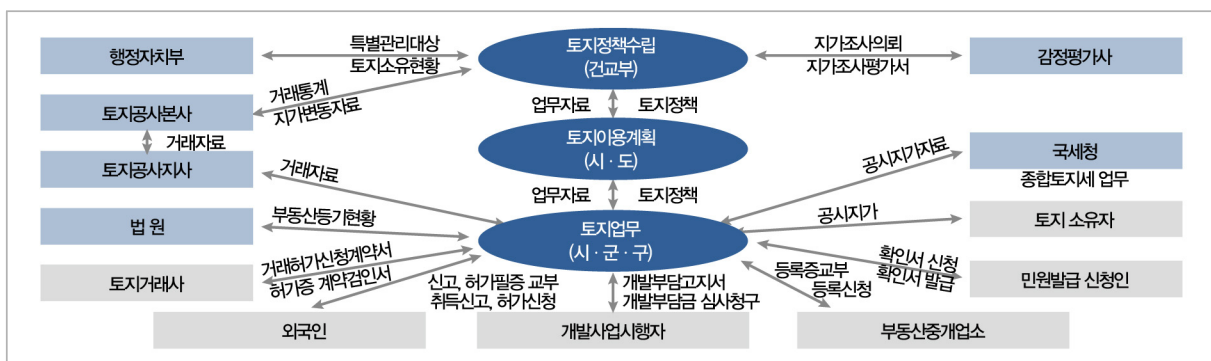 행정자치부
특별관리대상
토지소유현황
토지정책수립
(건교부)
지가조사의뢰
지가조사평가서
감정평가사
거래통계
지가변동자료
토지공사본사
업무자료
토지정책
거래자료
토지이용계획
(시·도)
토지공사지사
거래자료
공시지가자료
국세청
종합토지세 업무
업무자료
토지정책
법 원
부동산등기현황
토지업무
(시·군·구)
공시지가
토지 소유자
거래허가신청계약서
허가증 계약검인서
토지거래사
신고, 허가필증 교부
취득신고, 허가신청
개발부담고지서
개발부담금 심사청구
등록증교부
등록신청
확인서 신청
확인서 발급
민원발급 신청인
외국인
개발사업시행자
부동산중개업소